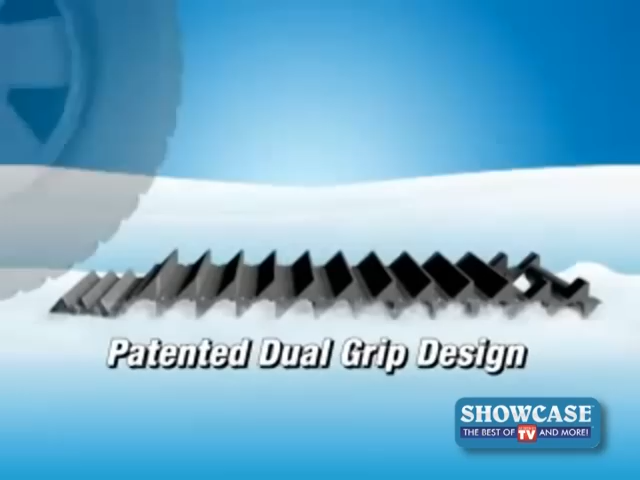 Patented Dual Grip Design
SHOWCASE
THE BEST OF TV AND MORE!